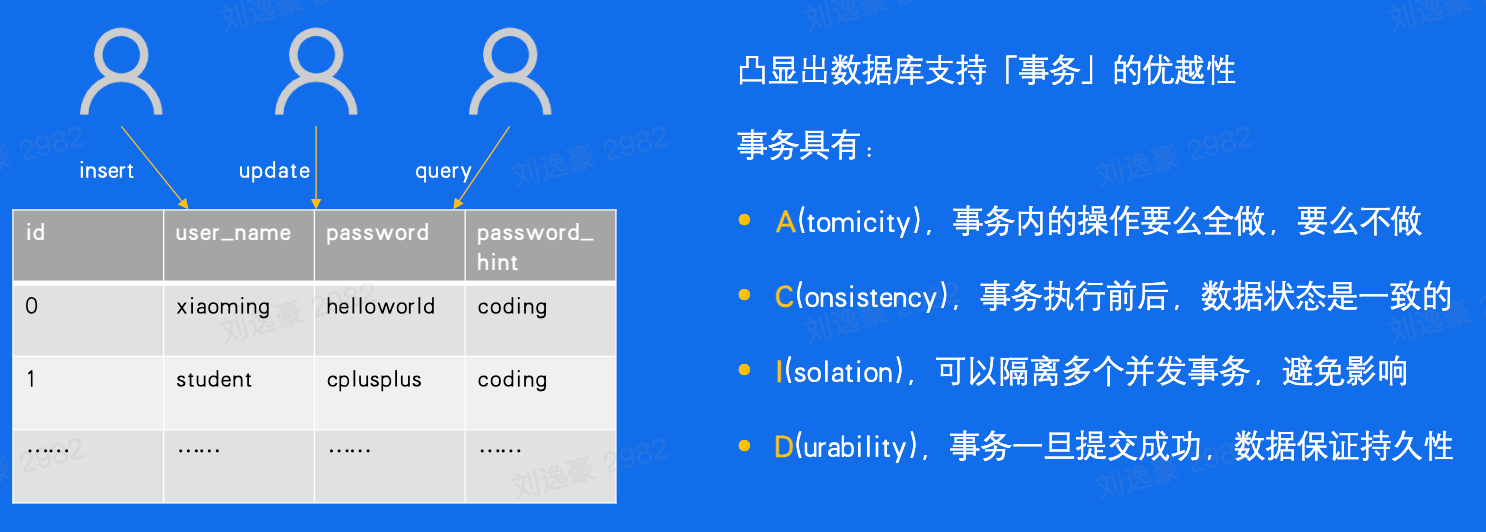 insert
update
query
id user_name password password_
hint
0 xiaoming helloworld coding
1 student cplusplus coding
…… …… …… ……
凸显出数据库支持「事务」的优越性
事务具有：
• A(tomicity)，事务内的操作要么全做，要么不做
• C(onsistency)，事务执行前后，数据状态是一致的
• I(solation)，可以隔离多个并发事务，避免影响
• D(urability)，事务一旦提交成功，数据保证持久性
刘逸豪 2982